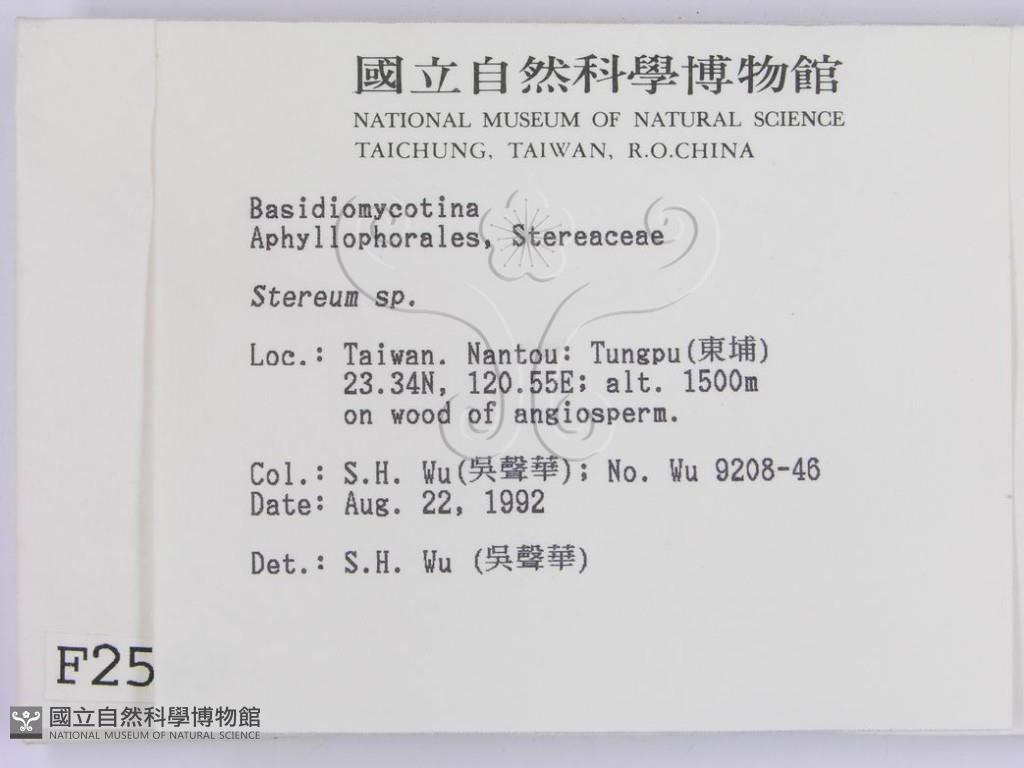 國立自然科學博物館
NATIONAL MUSEUM OF NATURAL SCIENCE
TAICHUNG, TAIWAN, R.O.CHINA
Basidiomycotina
Aphyllophorales, Stereaceae
Stereum sp.
Loc.: Taiwan. Nantou: Tungpu(東埔)
23.34N, 120.55E; alt. 1500m
on wood of angiosperm.
Col.: S.H. Wu(吳聲華); No. Wu 9208-46
Date: Aug. 22, 1992
Det.: S.H. Wu (吳聲華)
F25
國立自然科學博物館
NATIONAL MUSEUM OF NATURAL SCIENCE